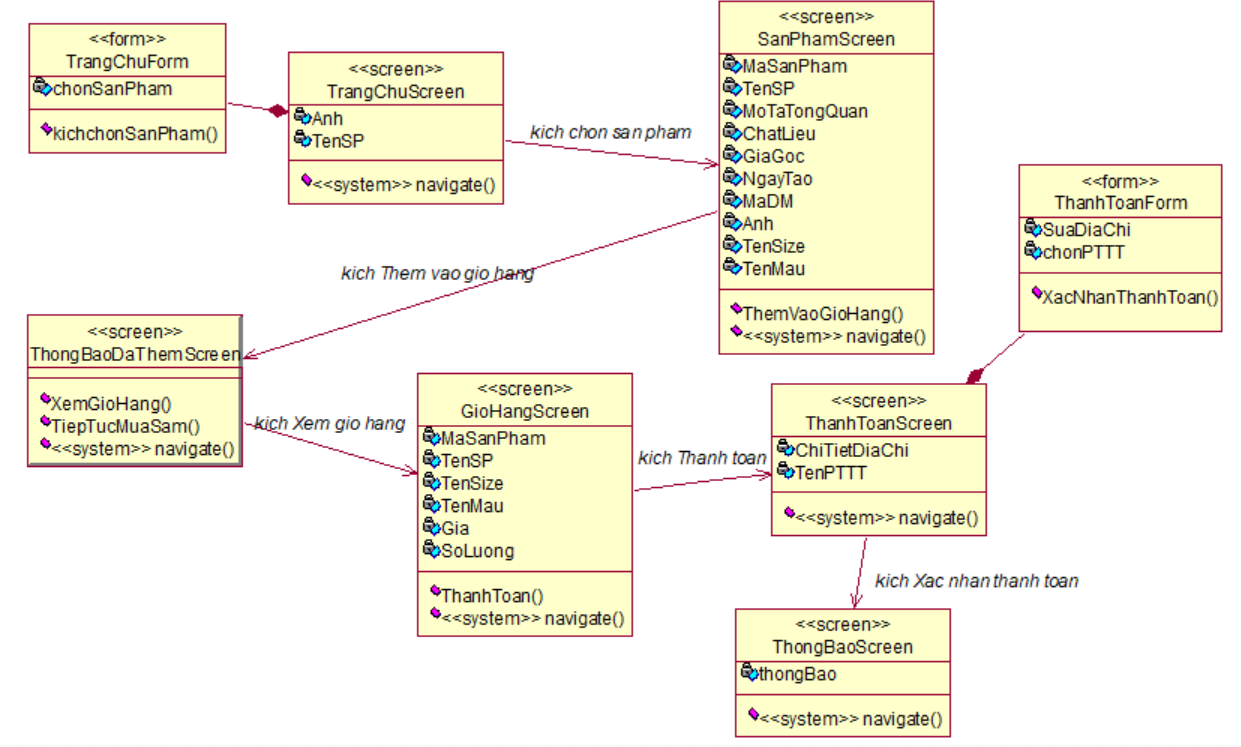 <<form>>
TrangChuForm
chonSanPham
kichchonSanPham()
<<screen>>
TrangChuScreen
Anh
TenSP
<<system>> navigate()
kich chon san pham
<<screen>>
SanPhamScreen
MaSanPham
TenSP
MoTaTongQuan
ChatLieu
GiaGoc
NgayTao
MaDM
Anh
TenSize
TenMau
ThemVaoGioHang()
<<system>> navigate()
<<form>>
ThanhToanForm
SuaDiaChi
chonPTTT
XacNhanThanhToan()
kich Them vao gio hang
<<screen>>
ThongBaoDaThemScreen
XemGioHang()
TiepTucMuaSam()
<<system>> navigate()
kich Xem gio hang
<<screen>>
GioHangScreen
MaSanPham
TenSP
TenSize
TenMau
Gia
SoLuong
ThanhToan()
<<system>> navigate()
kich Thanh toan
<<screen>>
ThanhToanScreen
ChiTietDiaChi
TenPTTT
<<system>> navigate()
kich Xac nhan thanh toan
<<screen>>
ThongBaoScreen
thongBao
<<system>> navigate()